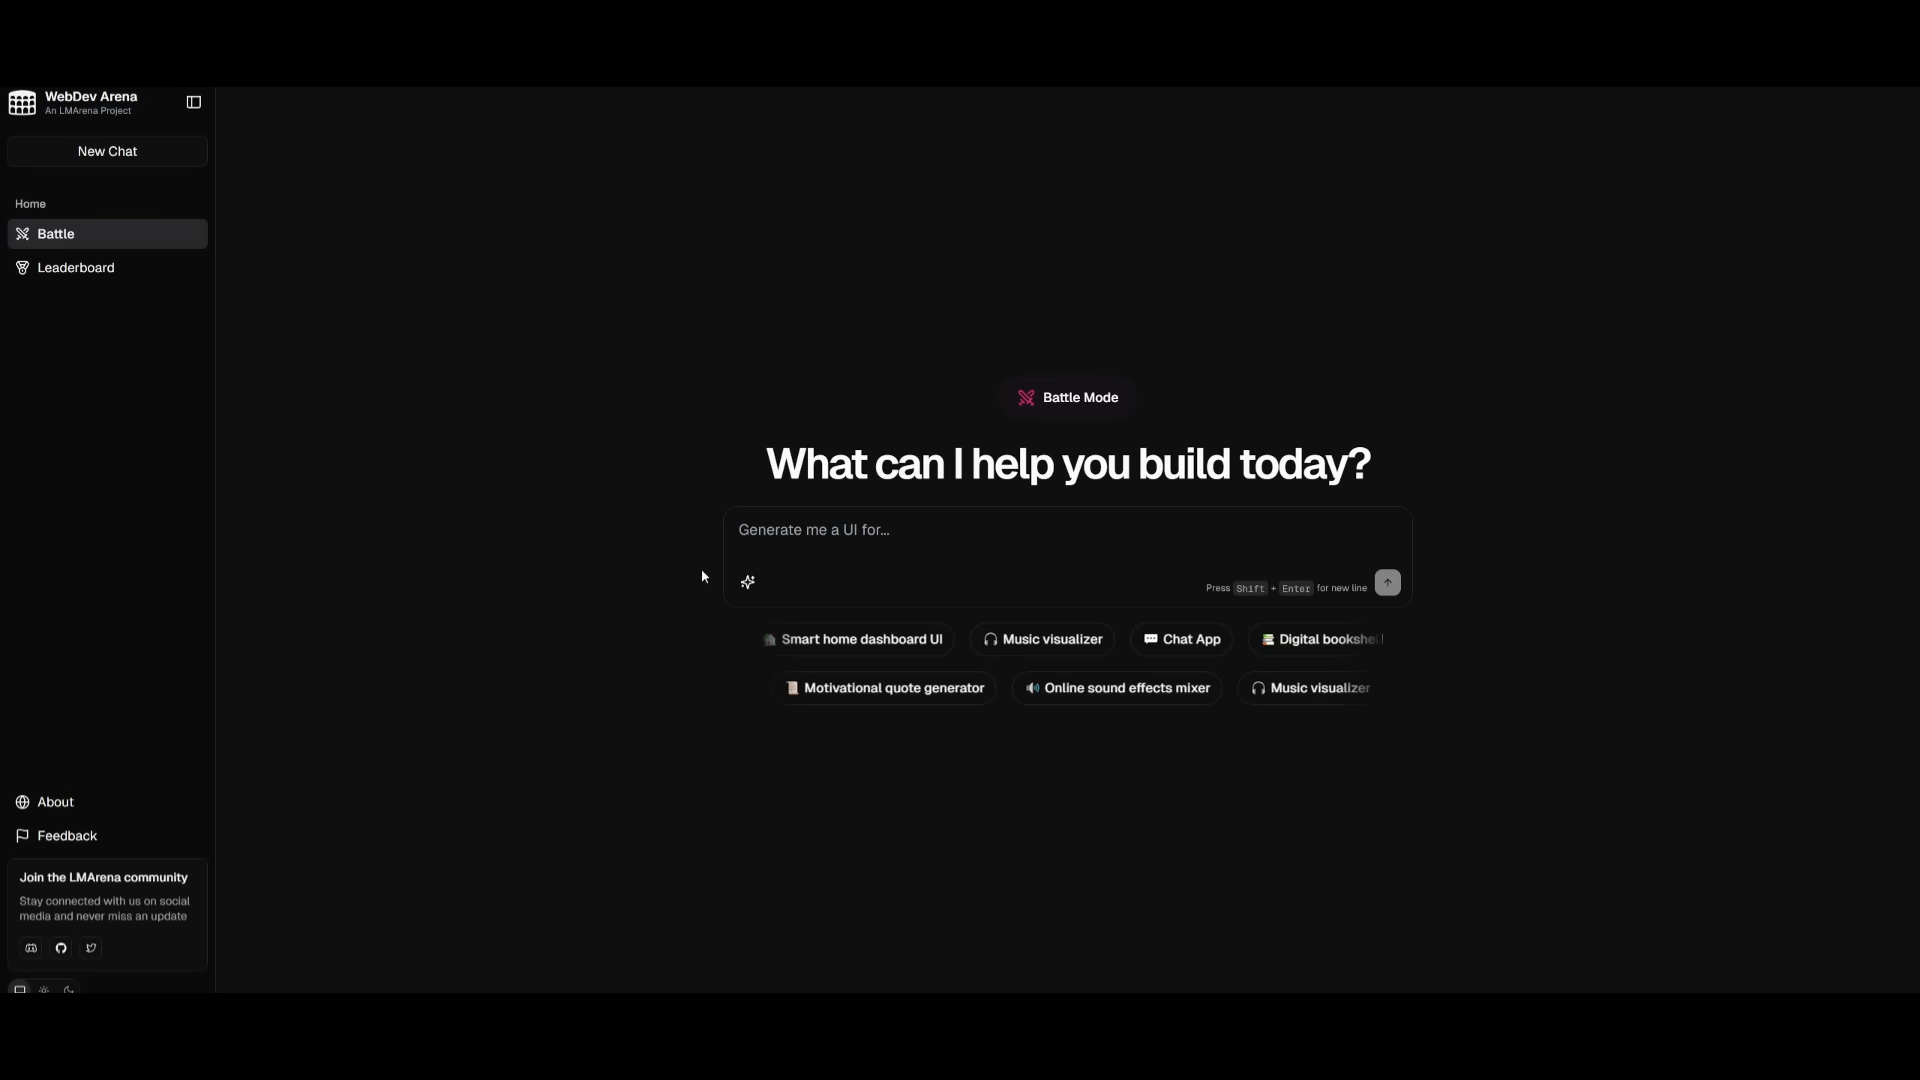 WebDev Arena
An LMArena Project
New Chat
Home
Battle
Leaderboard
Battle Mode
What can I help you build today?
Generate me a UI for...
Press Shift + Enter for new line
Smart home dashboard UI
Music visualizer
Chat App
Digital bookshel
Motivational quote generator
Online sound effects mixer
Music visualizer
About
Feedback
Join the LMArena community
Stay connected with us on social
media and never miss an update